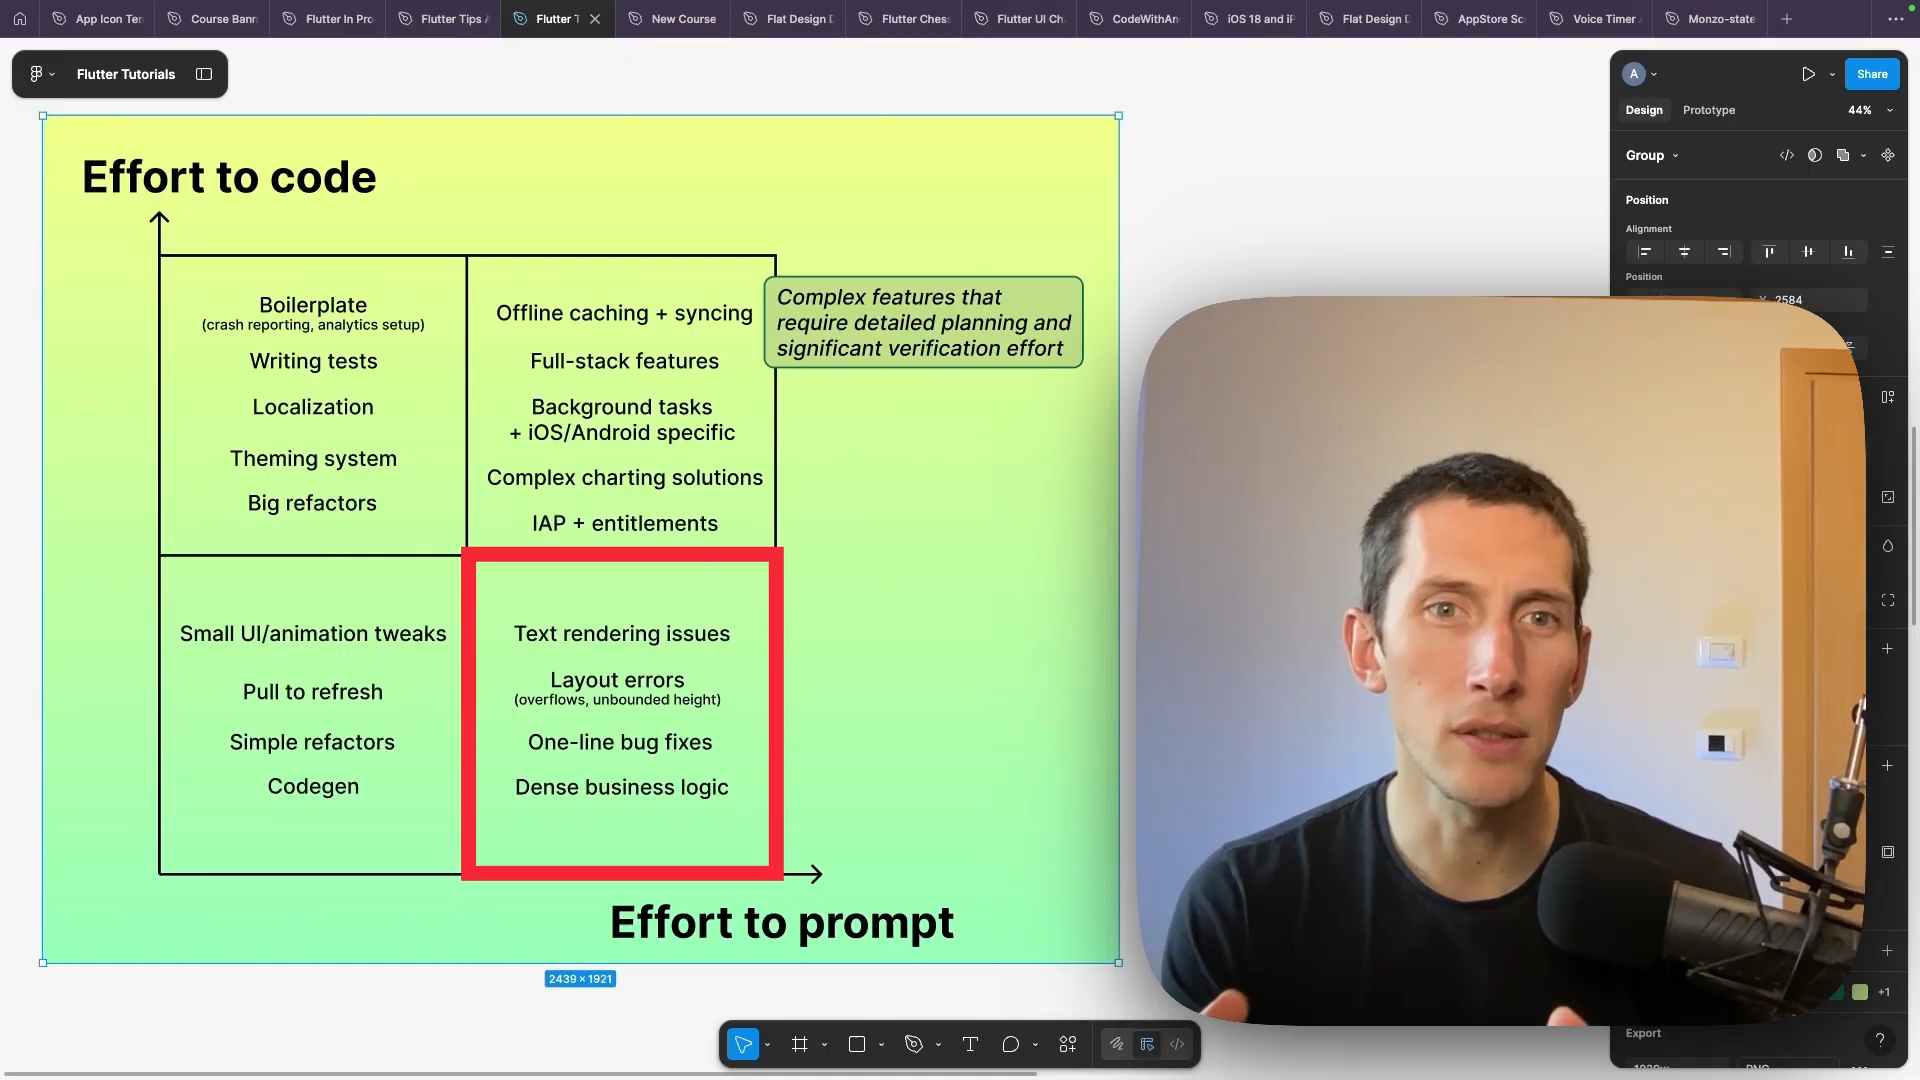 App Icon Ten
Course Bann
Flutter In Pro
Flutter Tips A
Flutter T
New Course
Flat Design D
Flutter Chess
Flutter UI Ch
CodeWithAn
iOS 18 and iP
Flat Design D
AppStore Sc
Voice Timer
Monzo-state
Flutter Tutorials
A
Share
Design
Prototype
44%
Group
Position
Alignment
Position
2584
Effort to code
Boilerplate
(crash reporting, analytics setup)
Writing tests
Localization
Theming system
Big refactors
Offline caching + syncing
Full-stack features
Background tasks
+ iOS/Android specific
Complex charting solutions
IAP + entitlements
Complex features that
require detailed planning and
significant verification effort
Small UI/animation tweaks
Pull to refresh
Simple refactors
Codegen
Text rendering issues
Layout errors
(overflows, unbounded height)
One-line bug fixes
Dense business logic
Effort to prompt
2439 × 1921
+1
Export
?